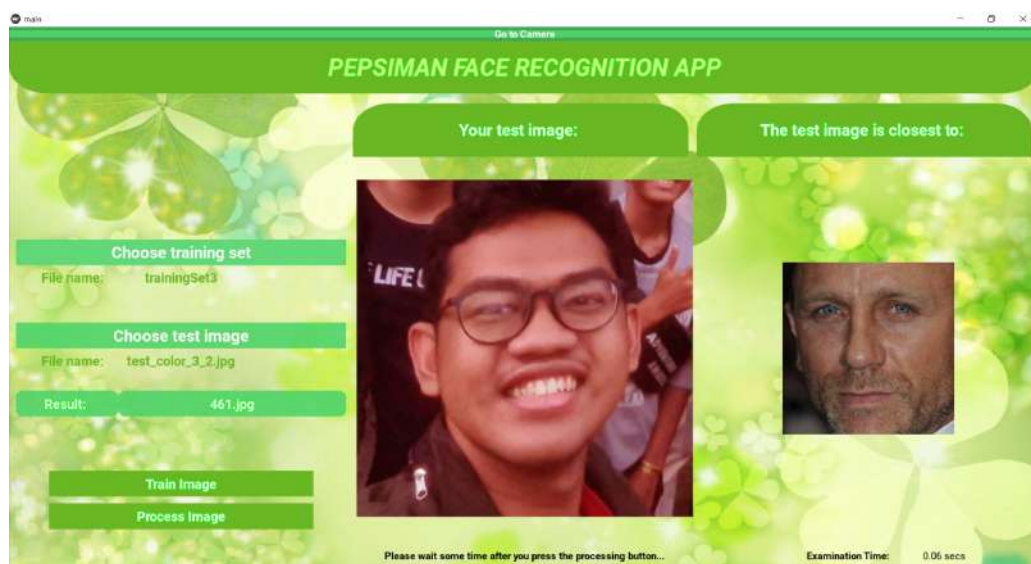 main
Go to Camera
PEPSIMAN FACE RECOGNITION APP
Your test image:
The test image is closest to:
LIFE
Choose training set
File name: trainingSet3
Choose test image
File name: test_color_3_2.jpg
Result: 461.jpg
Train Image
Process Image
Please wait some time after you press the processing button...
Examination Time: 0.06 secs